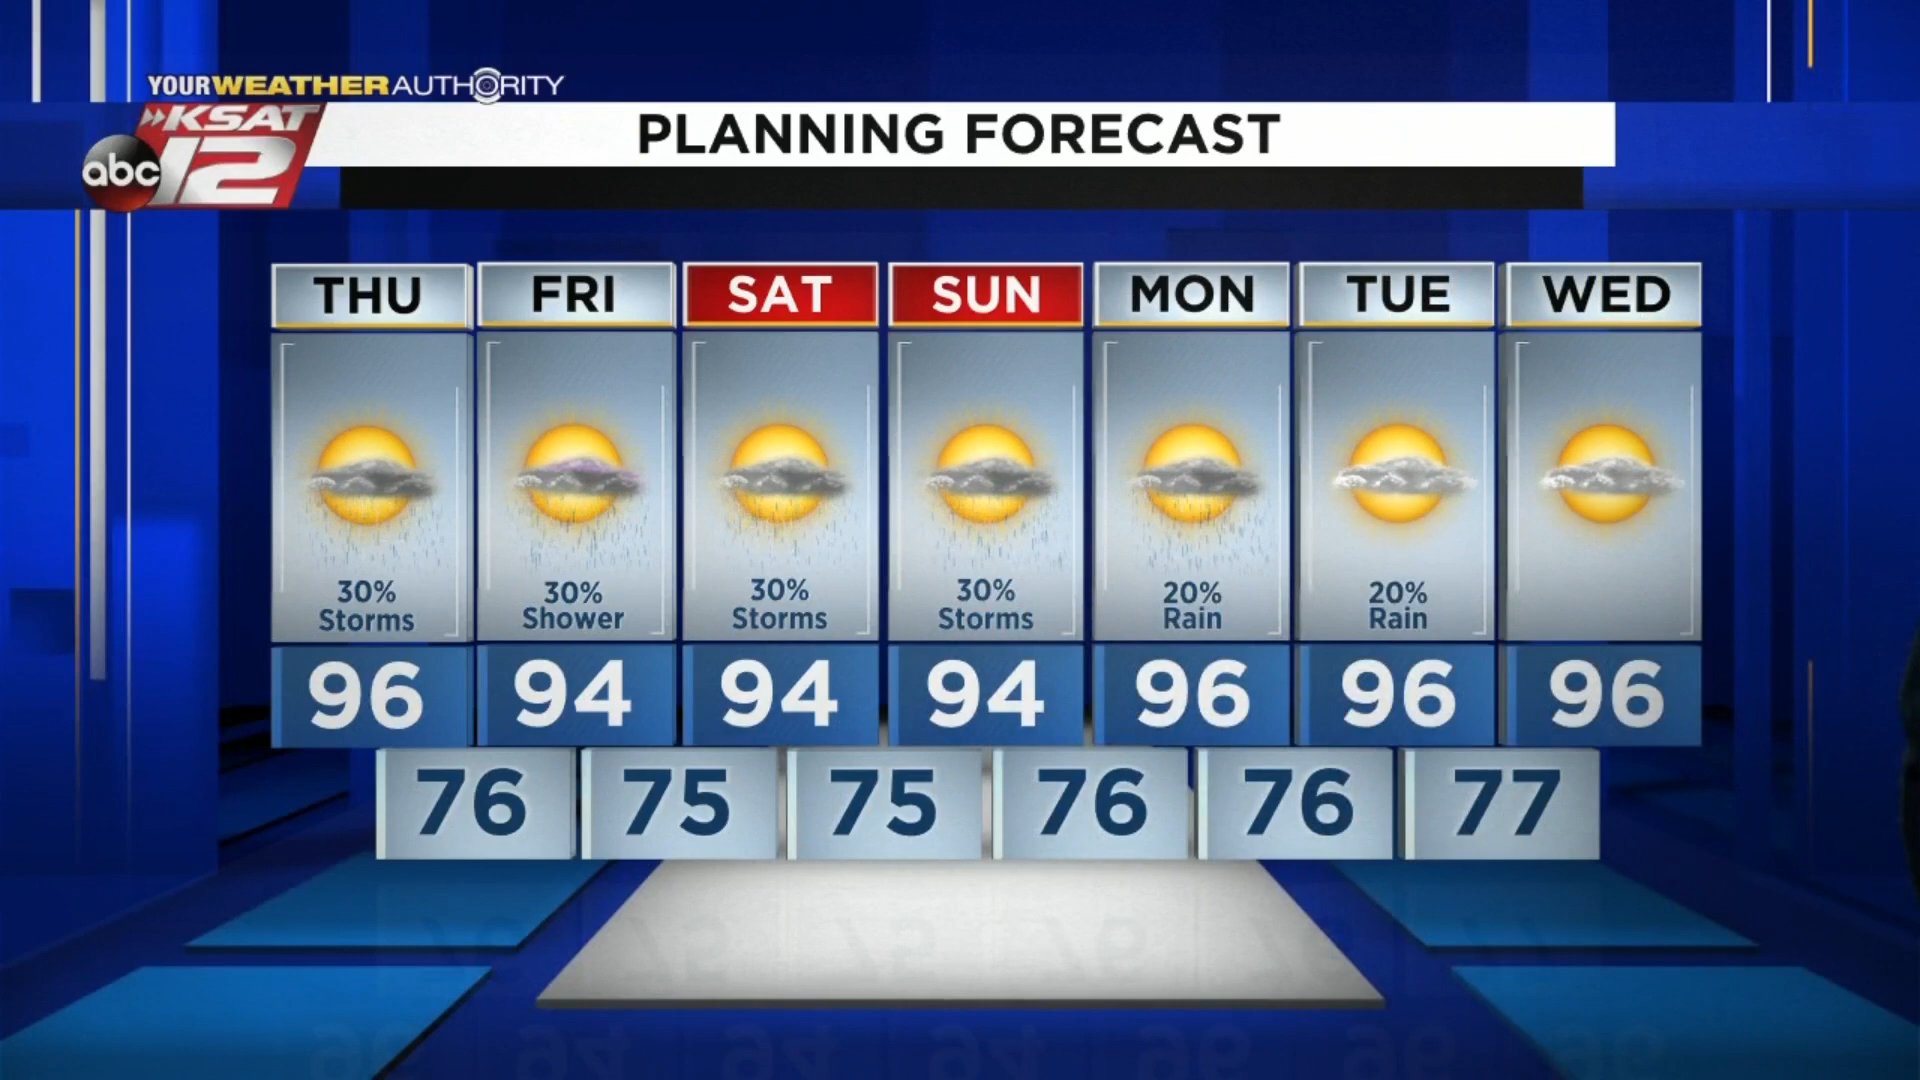 YOURWEATHERAUTHORITY
KSAT
abc
12
PLANNING FORECAST
THU FRI SAT SUN MON TUE WED
30% 30% 30% 30% 20% 20%
Storms Shower Storms Storms Rain Rain
96 94 94 94 96 96 96
76 75 75 76 76 77